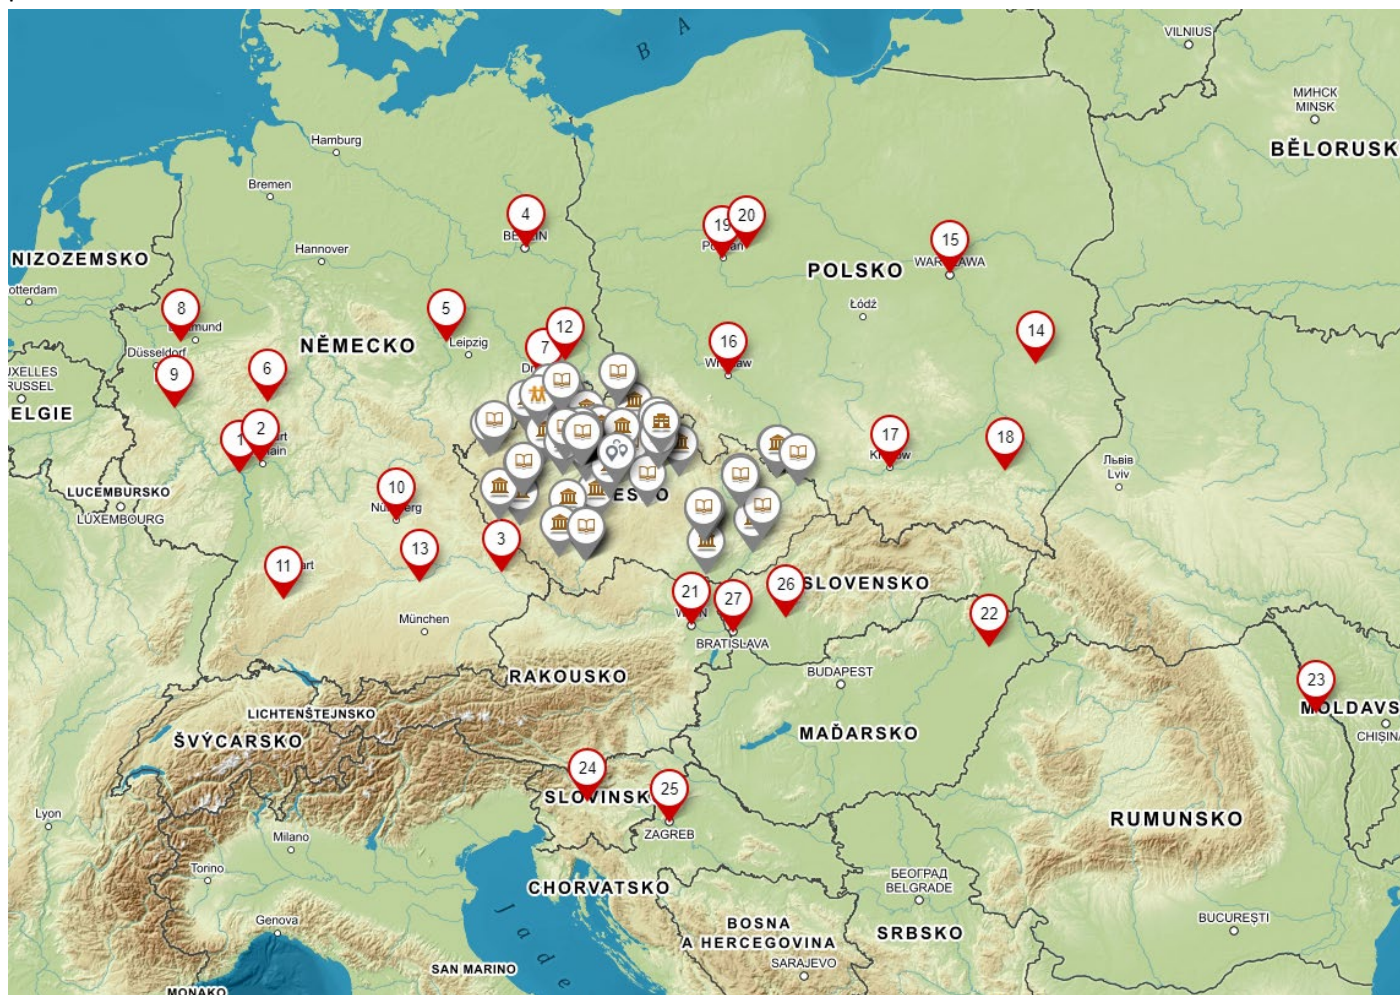 B A
VILNIUS
МИНСК
MINSK
BĚLORUSK
Hamburg
Bremen
4
19
20
15
NIZOZEMSKO
Hannover
POLSKO
otterdam
8
5
Łódź
12
7
16
14
NĚMECKO
Leipzig
Düsseldorf
9
6
RUSSEL
ELGIE
1
2
17
18
Львів
Lviv
LUCEMBURSKO
LUXEMBOURG
10
3
13
11
SLOVENSKO
21
27
26
22
München
BRATISLAVA
RAKOUSKO
BUDAPEST
23
LICHTENŠTEJNSKO
ŠVÝCARSKO
MAĎARSKO
24
25
SLOVINSK
Lyon
Milano
ZAGREB
RUMUNSKO
Torino
CHORVATSKO
БЕОГРАД
BELGRADE
Genova
Jade
BOSNA
A HERCEGOVINA
SRBSKO
BUCUREȘTI
SARAJEVO
SAN MARINO
MONAKO